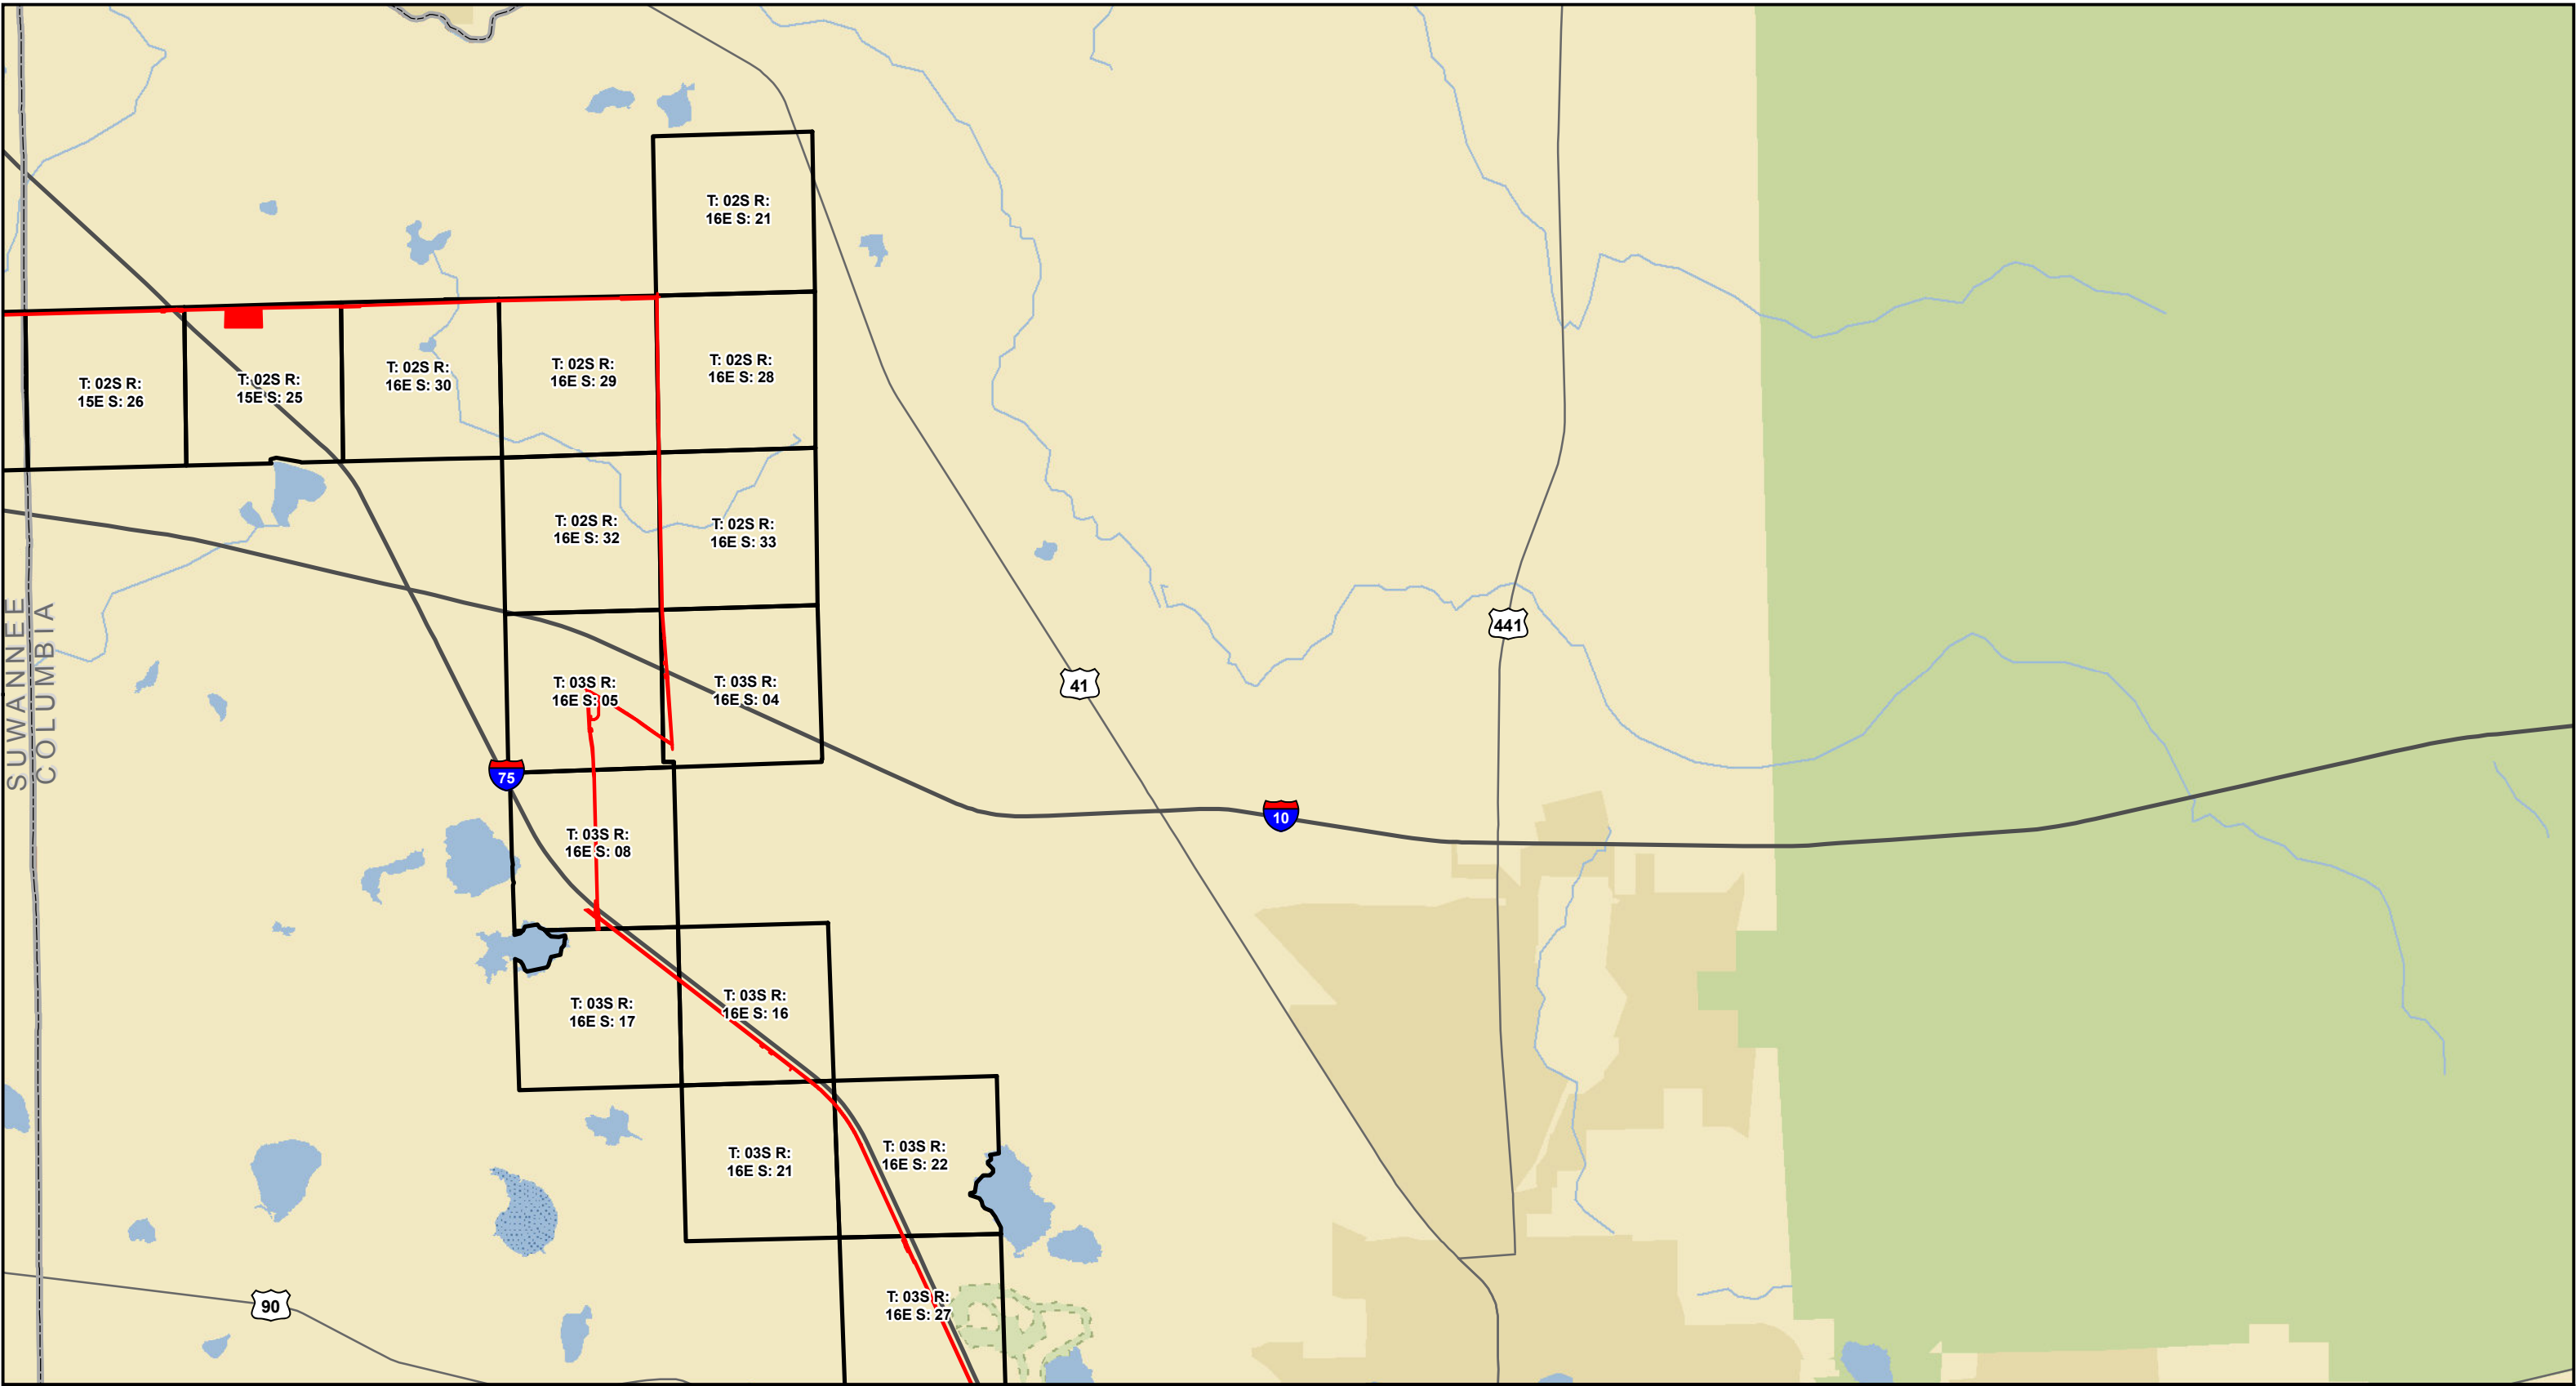 T: 02S R:
16E S: 21
T: 02S R:
15E S: 26
T: 02S R:
15E S: 25
T: 02S R:
16E S: 30
T: 02S R:
16E S: 29
T: 02S R:
16E S: 28
T: 02S R:
16E S: 32
T: 02S R:
16E S: 33
SUWANNEE
COLUMBIA
441
41
T: 03S R:
16E S: 05
T: 03S R:
16E S: 04
75
10
T: 03S R:
16E S: 08
T: 03S R:
16E S: 17
T: 03S R:
16E S: 16
T: 03S R:
16E S: 21
T: 03S R:
16E S: 22
90
T: 03S R:
16E S: 27